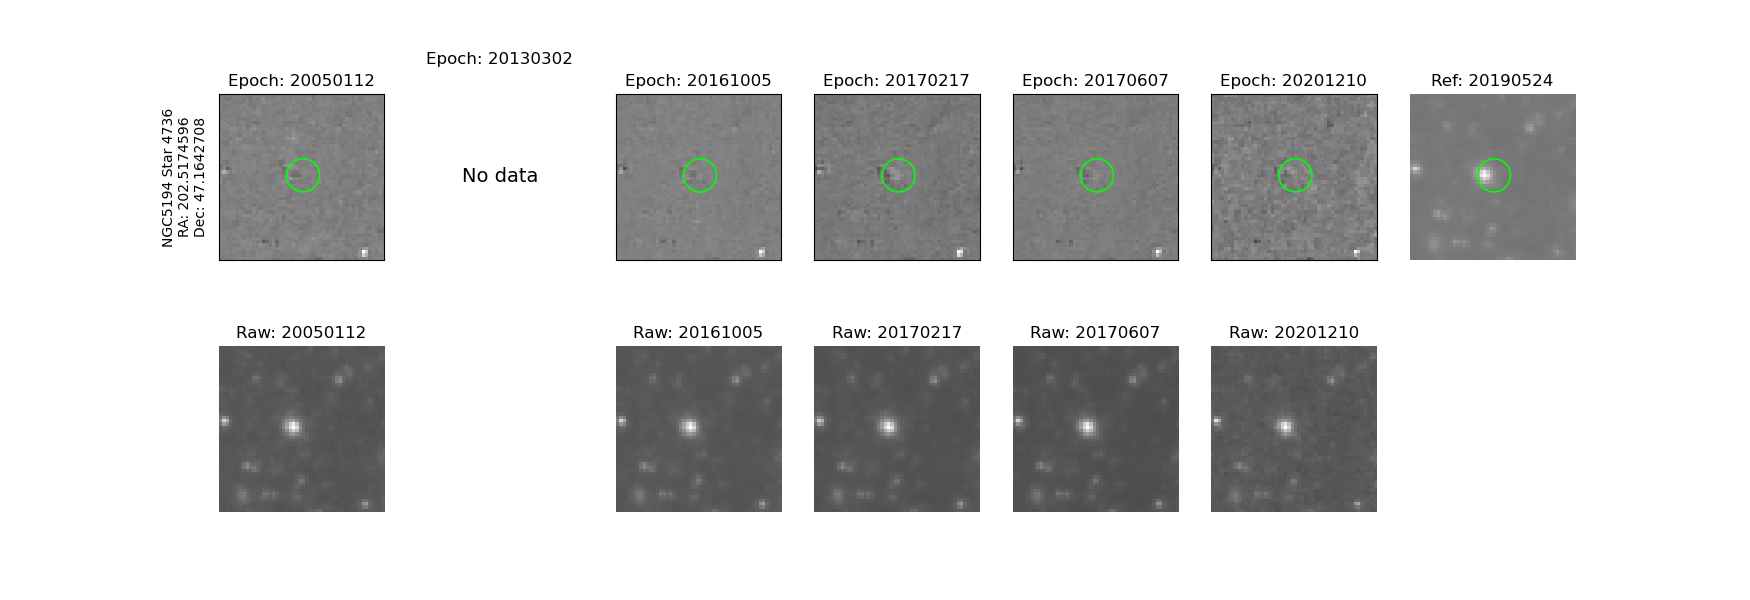 Epoch: 20130302
Epoch: 20050112
Epoch: 20161005
Epoch: 20170217
Epoch: 20170607
Epoch: 20201210
Ref: 20190524
NGC5194 Star 4736
RA: 202.5174596
Dec: 47.1642708
No data
Raw: 20050112
Raw: 20161005
Raw: 20170217
Raw: 20170607
Raw: 20201210